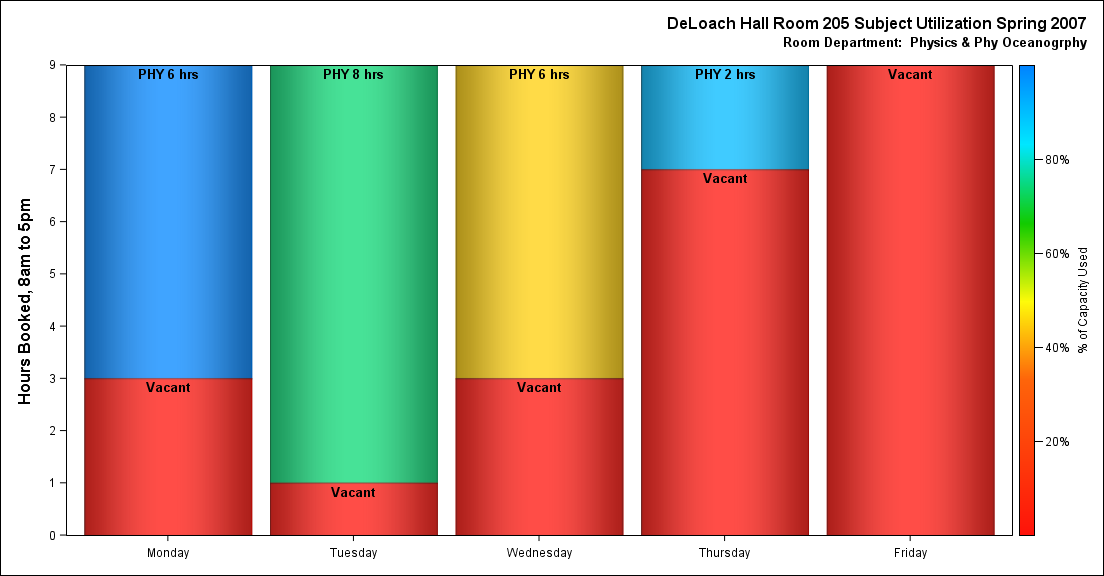 DeLoach Hall Room 205 Subject Utilization Spring 2007
Room Department: Physics & Phy Oceanogrphy
Hours Booked, 8am to 5pm
9
8
7
6
5
4
3
2
1
0
PHY 6 hrs
Vacant
PHY 8 hrs
Vacant
PHY 6 hrs
Vacant
PHY 2 hrs
Vacant
Vacant
Monday
Tuesday
Wednesday
Thursday
Friday
80%
60%
40%
20%
% of Capacity Used